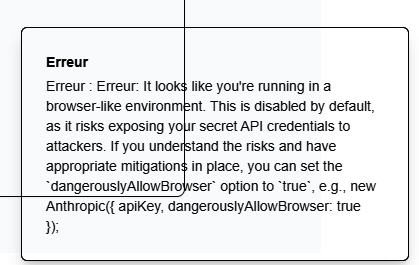 Erreur
Erreur : Erreur: It looks like you're running in a
browser-like environment. This is disabled by default,
as it risks exposing your secret API credentials to
attackers. If you understand the risks and have
appropriate mitigations in place, you can set the
`dangerouslyAllowBrowser` option to `true`, e.g., new
Anthropic({ apiKey, dangerouslyAllowBrowser: true
});